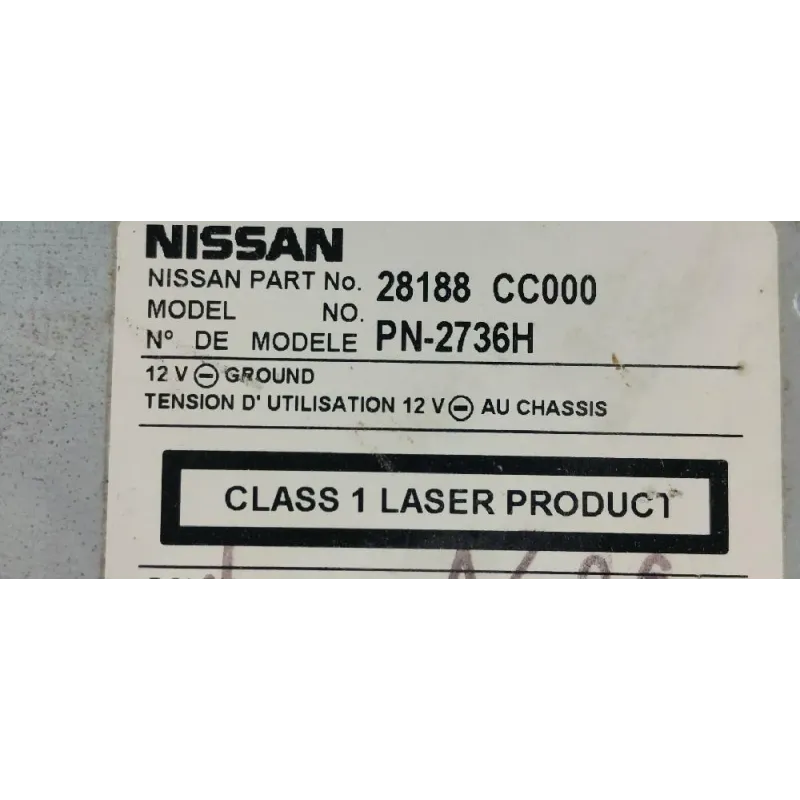 NISSAN
NISSAN PART No. 28188 CC000
MODEL NO.
Nº DE MODELE PN-2736H
12 V ⊖ GROUND
TENSION D' UTILISATION 12 V ⊖ AU CHASSIS
CLASS 1 LASER PRODUCT